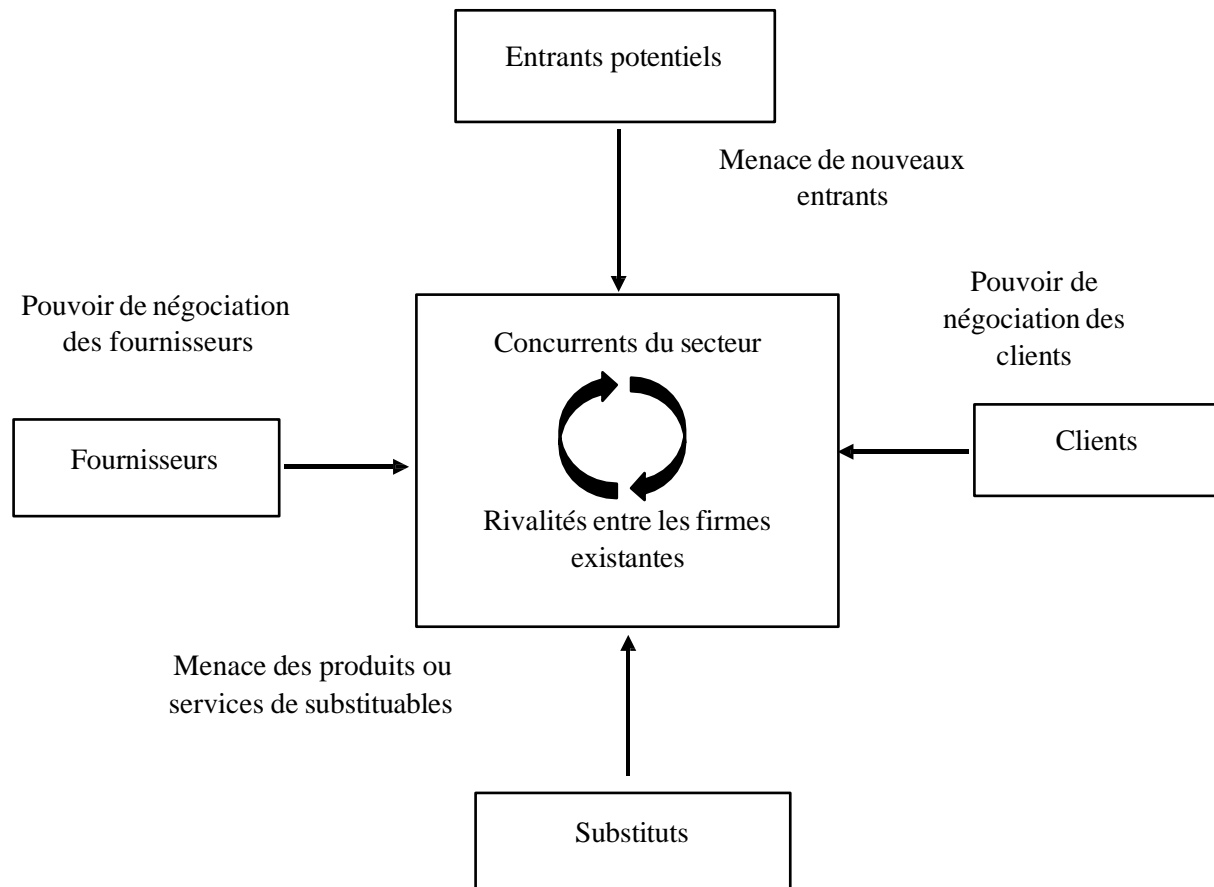 Entrants potentiels
Menace de nouveaux
entrants
Pouvoir de négociation
des fournisseurs
Pouvoir de
négociation des
clients
Concurrents du secteur
Fournisseurs
Clients
Rivalités entre les firmes
existantes
Menace des produits ou
services de substituables
Substituts